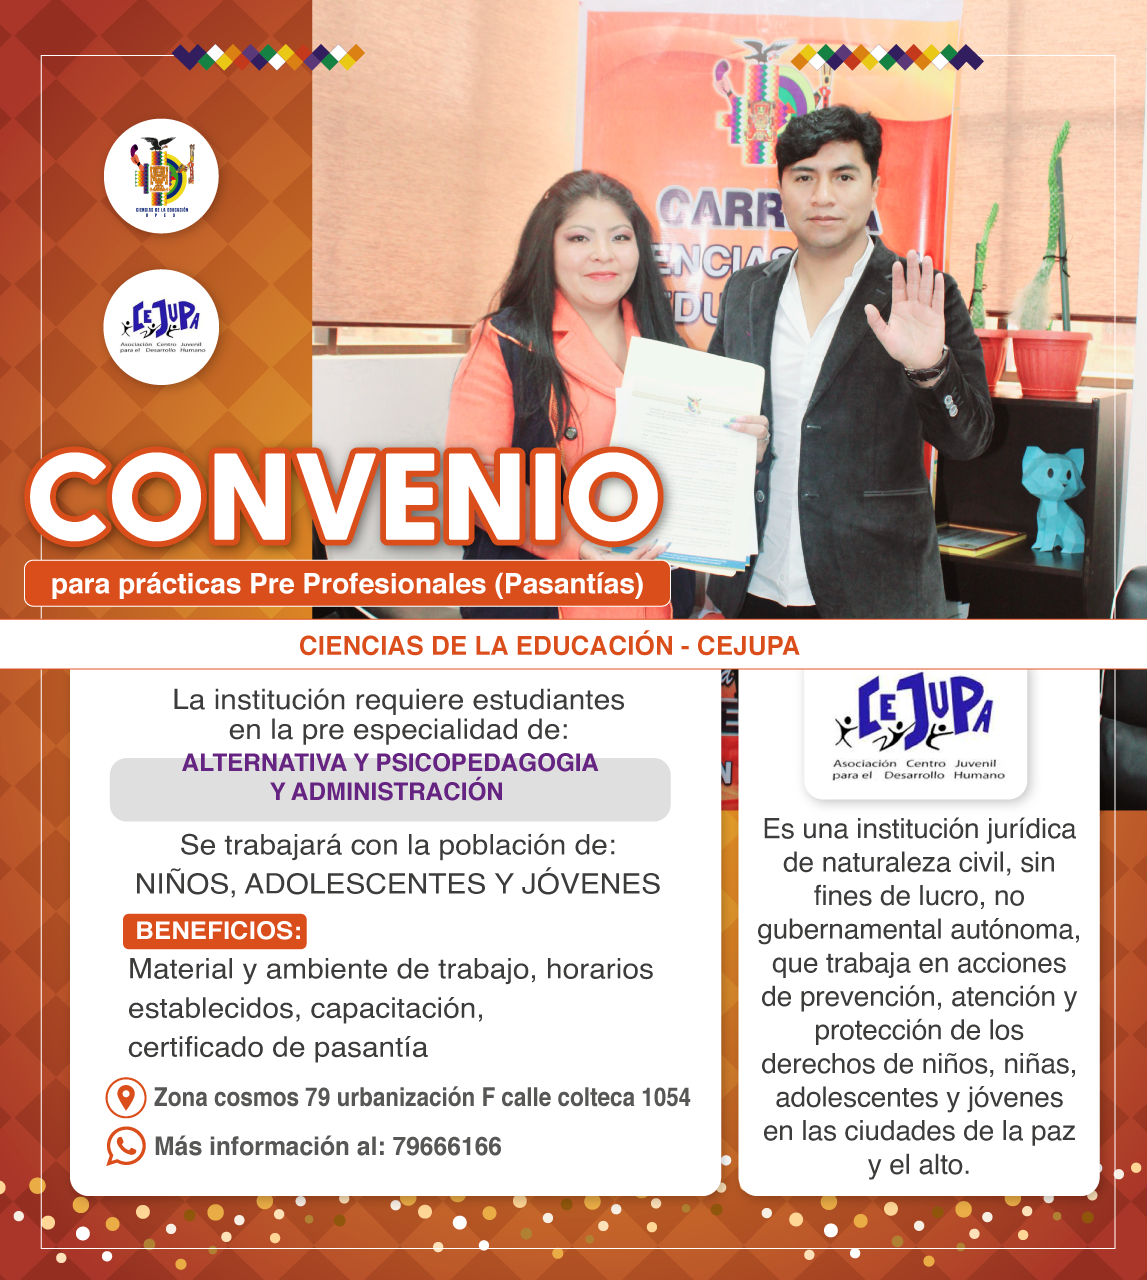 CARRERA
CIENCIAS DE LA EDUCACIÓN
U P E A
CEJUPA
Asociación Centro Juvenil
para el Desarrollo Humano
CONVENIO
para prácticas Pre Profesionales (Pasantías)
CIENCIAS DE LA EDUCACIÓN - CEJUPA
La institución requiere estudiantes
en la pre especialidad de:
ALTERNATIVA Y PSICOPEDAGOGIA
Y ADMINISTRACIÓN
Se trabajará con la población de:
NIÑOS, ADOLESCENTES Y JÓVENES
BENEFICIOS:
Material y ambiente de trabajo, horarios
establecidos, capacitación,
certificado de pasantía
Zona cosmos 79 urbanización F calle colteca 1054
Más información al: 79666166
CEJUPA
Asociación Centro Juvenil
para el Desarrollo Humano
Es una institución jurídica
de naturaleza civil, sin
fines de lucro, no
gubernamental autónoma,
que trabaja en acciones
de prevención, atención y
protección de los
derechos de niños, niñas,
adolescentes y jóvenes
en las ciudades de la paz
y el alto.